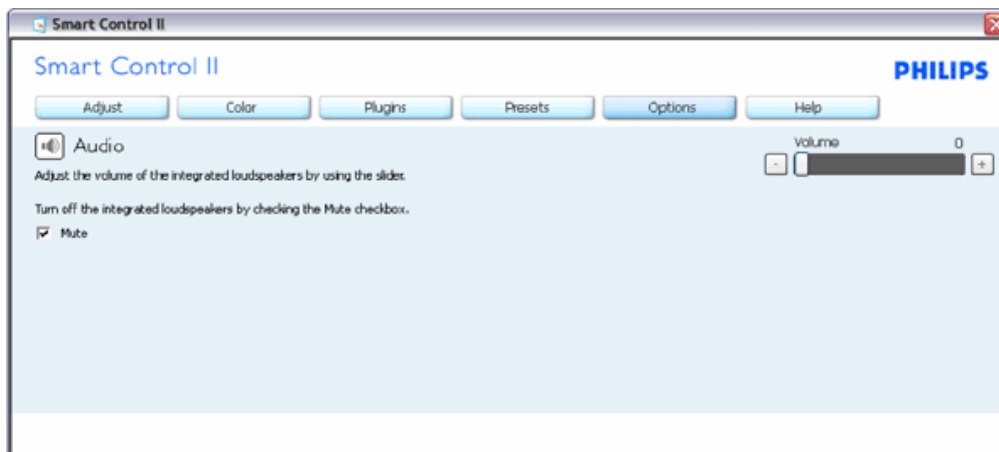 Smart Control II
Smart Control II
PHILIPS
Adjust Color Plugins Presets Options Help
Audio
Volume 0
- +
Adjust the volume of the integrated loudspeakers by using the slider.
Turn off the integrated loudspeakers by checking the Mute checkbox.
Mute